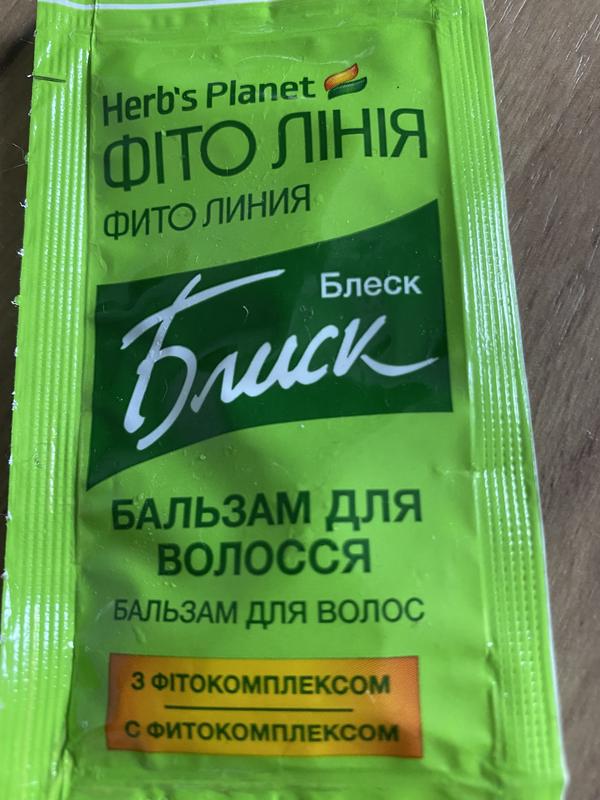 Herb's Planet
ФІТО ЛІНІЯ
ФИТО ЛИНИЯ
Блеск
Блиск
БАЛЬЗАМ ДЛЯ
ВОЛОССЯ
БАЛЬЗАМ ДЛЯ ВОЛОС
З ФІТОКОМПЛЕКСОМ
С ФИТОКОМПЛЕКСОМ